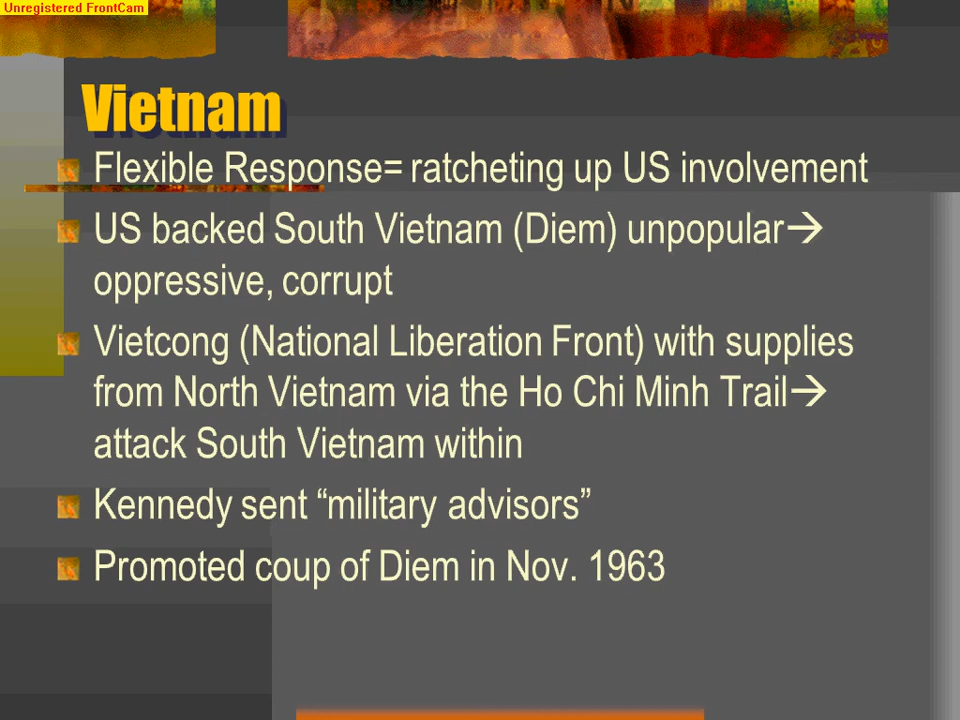 Unregistered FrontCam
Vietnam
Flexible Response= ratcheting up US involvement
US backed South Vietnam (Diem) unpopular→
oppressive, corrupt
Vietcong (National Liberation Front) with supplies
from North Vietnam via the Ho Chi Minh Trail→
attack South Vietnam within
Kennedy sent “military advisors”
Promoted coup of Diem in Nov. 1963